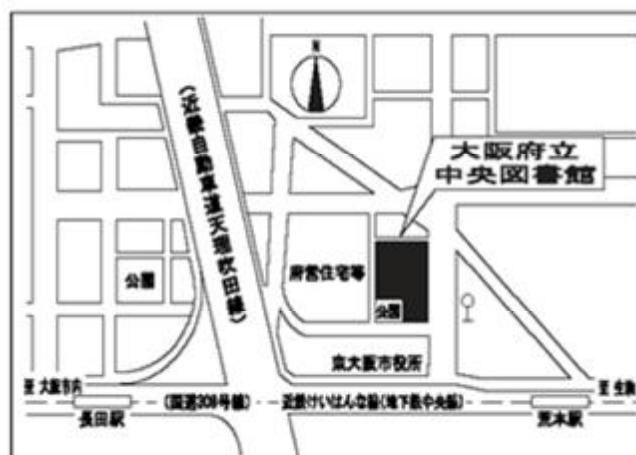 N
(近畿自動車道天理吹田線)
大阪府立
中央図書館
公園
府営住宅等
公園
東大阪市役所
至 大阪市内
長田駅
(国道308号線)
近鉄けいはんな線(地下鉄中央線)
荒本駅
至 生駒